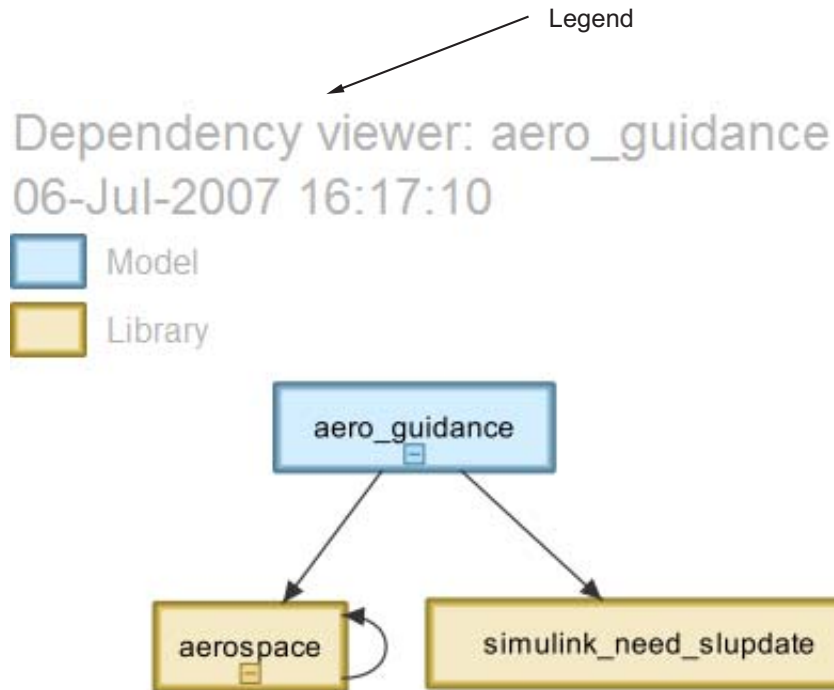 Legend
Dependency viewer: aero_guidance
06-Jul-2007 16:17:10
Model
Library
aero_guidance
aerospace
simulink_need_slupdate